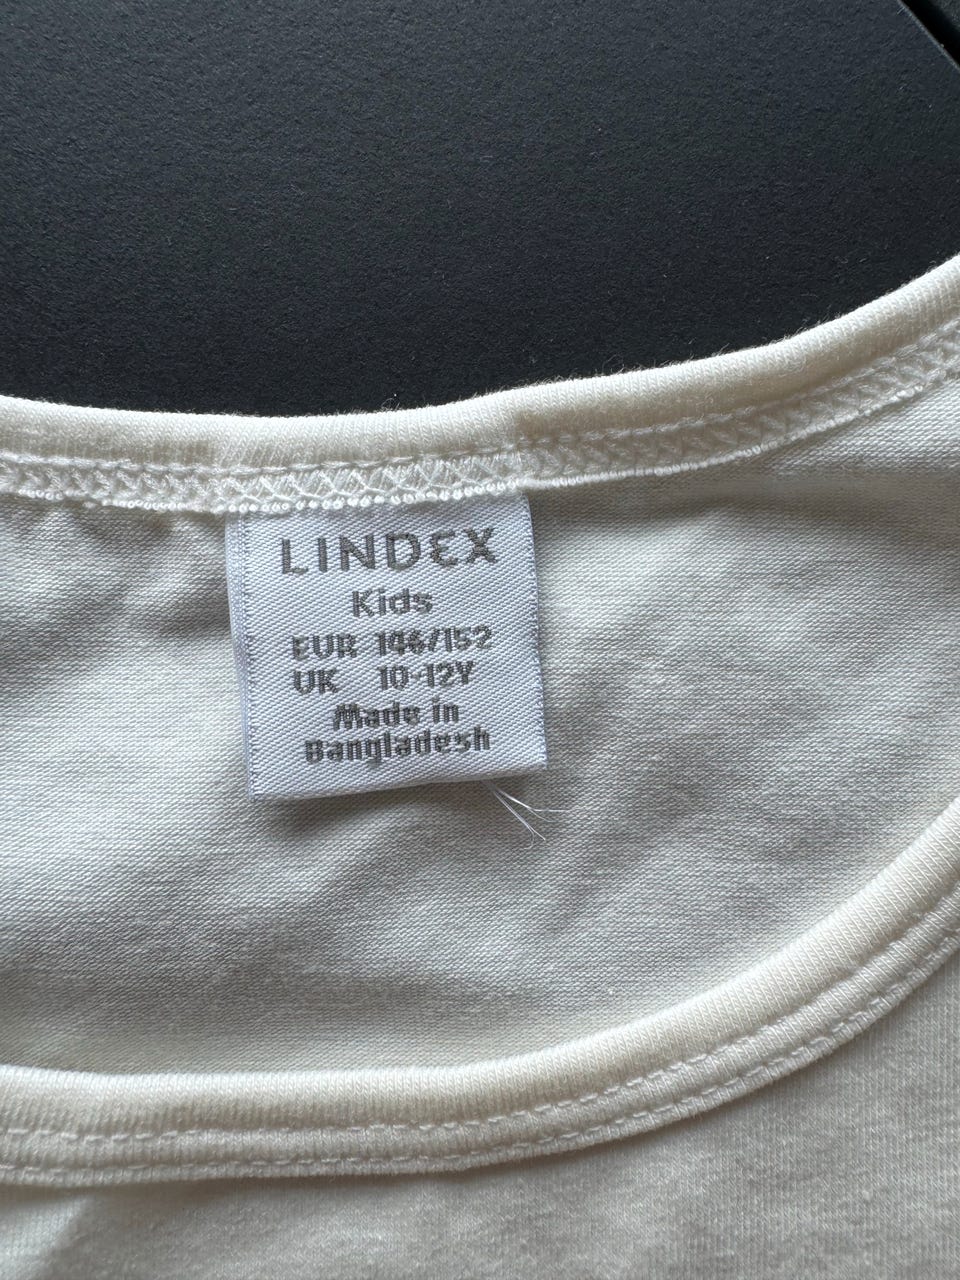 LINDEX
Kids
EUR 146/152
UK 10-12Y
Made in
Bangladesh